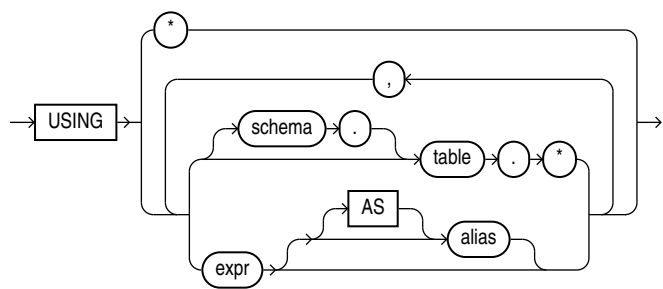 *
,
USING
schema .
table . *
AS
alias
expr